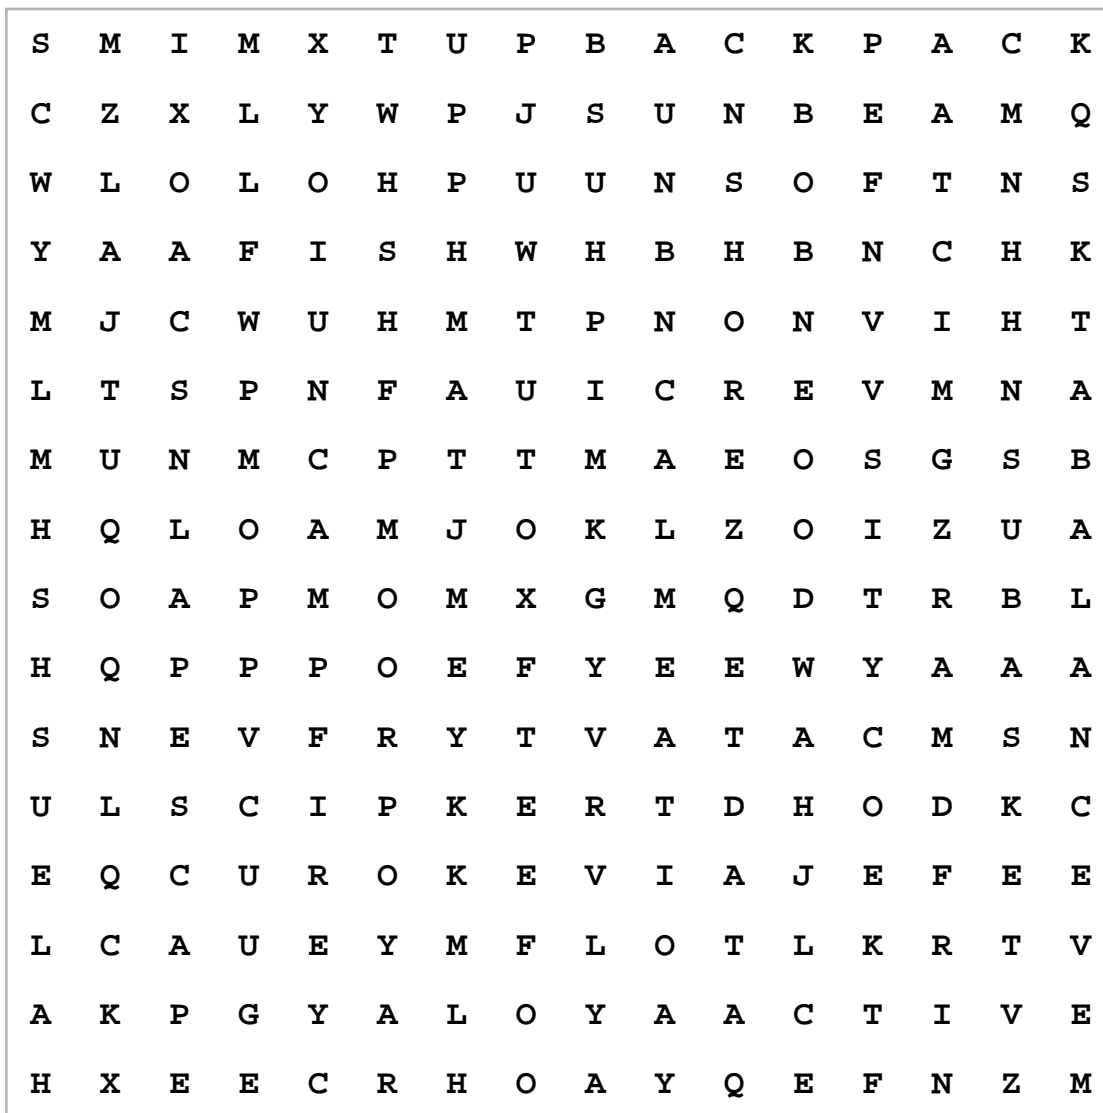 S M I M X T U P B A C K P A C K
C Z X L Y W P J S U N B E A M Q
W L O L O H P U U N S O F T N S
Y A A F I S H W H B H B N C H K
M J C W U H M T P N O N V I H T
L T S P N F A U I C R E V M N A
M U N M C P T T M A E O S G S B
H Q L O A M J O K L Z O I Z U A
S O A P M O M X G M Q D T R B L
H Q P P P O E F Y E E W Y A A A
S N E V F R Y T V A T A C M S N
U L S C I P K E R T D H O D K C
E Q C U R O K E V I A J E F E E
L C A U E Y M F L O T L K R T V
A K P G Y A L O Y A A C T I V E
H X E E C R H O A Y Q E F N Z M